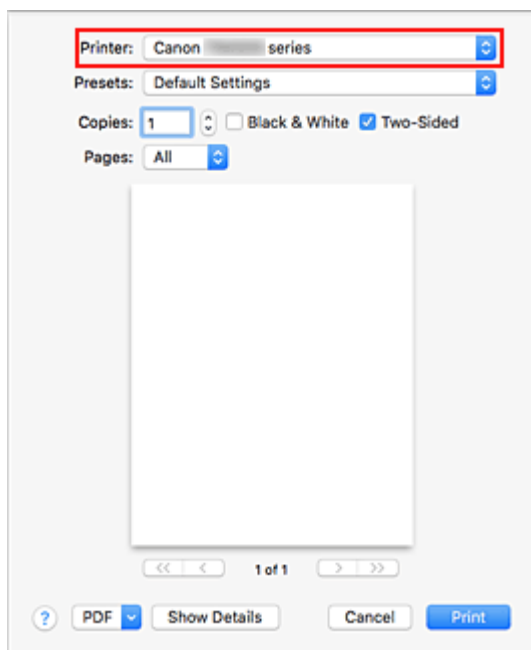 Printer: Canon series
Presets: Default Settings
Copies: 1 Black & White Two-Sided
Pages: All
<< < 1 of 1 > >>
? PDF Show Details Cancel Print